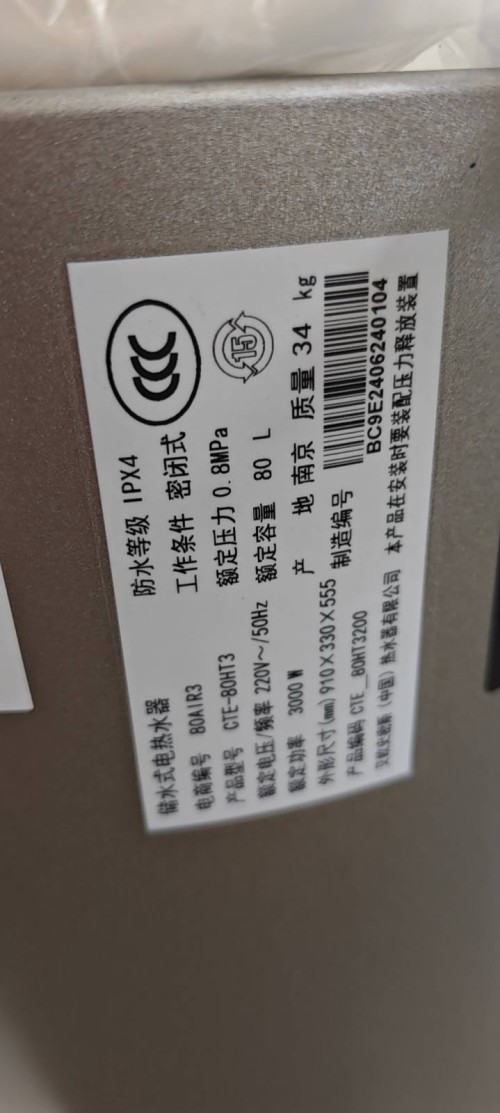 储水式电热水器 防水等级 IPX4
电商编号 80AIR3 工作条件 密闭式
产品型号 CTE-80HT3 额定压力 0.8MPa
额定电压/频率 220V~/50Hz 额定容量 80 L
额定功率 3000 W 产 地 南京 质量 34 kg
外形尺寸(mm) 910×330×555 制造编号
产品编码 CTE_80HT3200 BC9E2406240104
艾欧史密斯(中国)热水器有限公司 本产品在安装时要装配压力释放装置
CCC
15